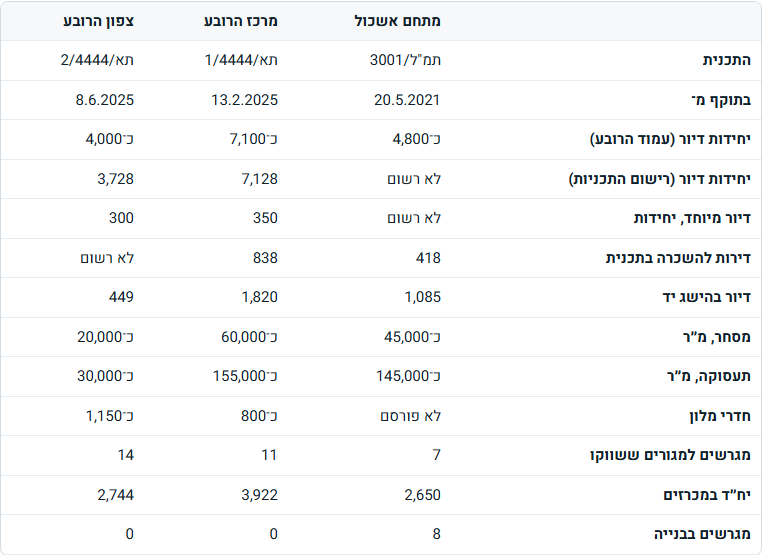 מתחם אשכול מרכז הרובע צפון הרובע
התכנית תמ"ל/3001 תא/1/4444 תא/2/4444
בתוקף מ־ 20.5.2021 13.2.2025 8.6.2025
יחידות דיור (עמוד הרובע) כ־4,800 כ־7,100 כ־4,000
יחידות דיור (רישום התכניות) לא רשום 7,128 3,728
דיור מיוחד, יחידות לא רשום 350 300
דירות להשכרה בתכנית 418 838 לא רשום
דיור בהישג יד 1,085 1,820 449
מסחר, מ״ר כ־45,000 כ־60,000 כ־20,000
תעסוקה, מ״ר כ־145,000 כ־155,000 כ־30,000
חדרי מלון לא פורסם כ־800 כ־1,150
מגרשים למגורים ששווקו 7 11 14
יח״ד במכרזים 2,650 3,922 2,744
מגרשים בבנייה 8 0 0